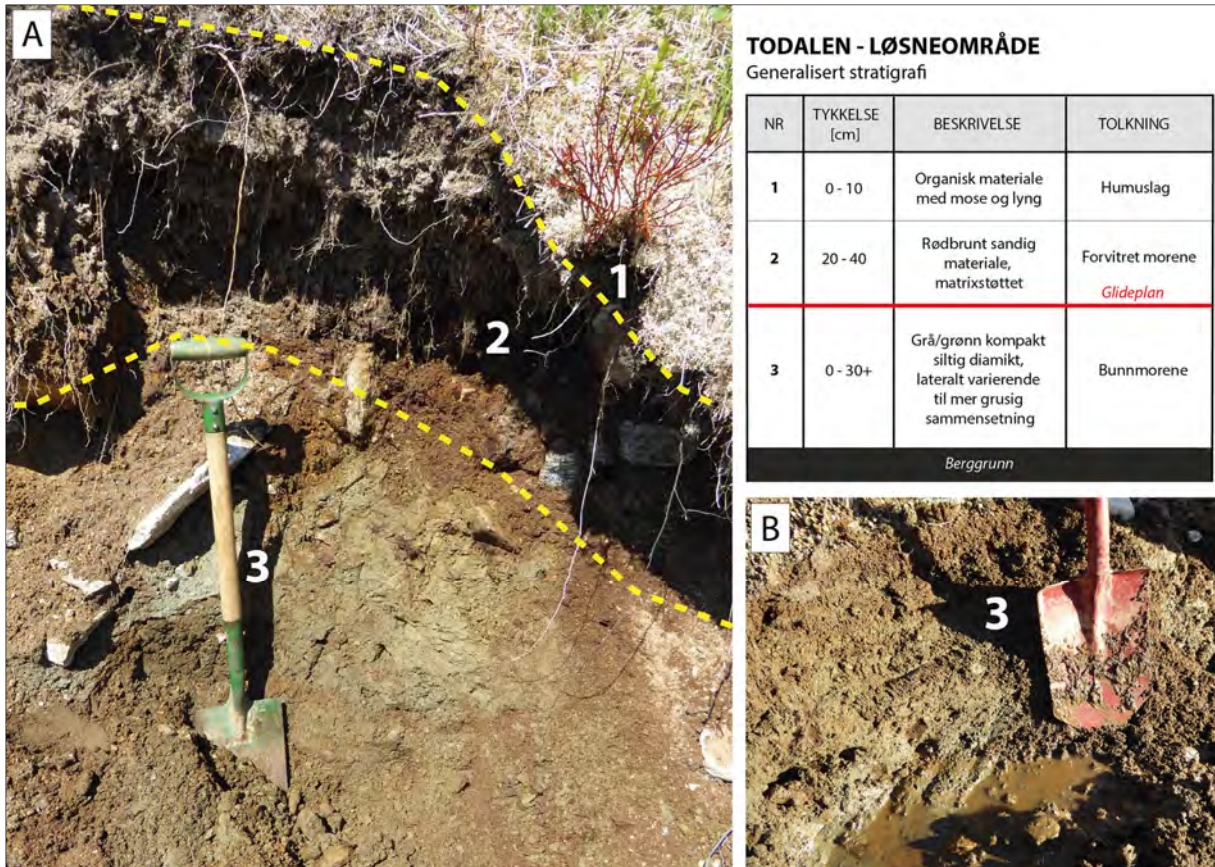 A
1
2
3
TODALEN - LØSNEOMRÅDE
Generalisert stratigrafi
NR
TYKKELSE
[cm]
BESKRIVELSE
TOLKNING
1
0 - 10
Organisk materiale
med mose og lyng
Humuslag
2
20 - 40
Rødbrunt sandig
materiale,
matrixstøttet
Forvitret morene
Glideplan
3
0 - 30+
Grå/grønn kompakt
siltig diamikt,
lateralt varierende
til mer grusig
sammensetning
Bunnmorene
Berggrunn
B
3